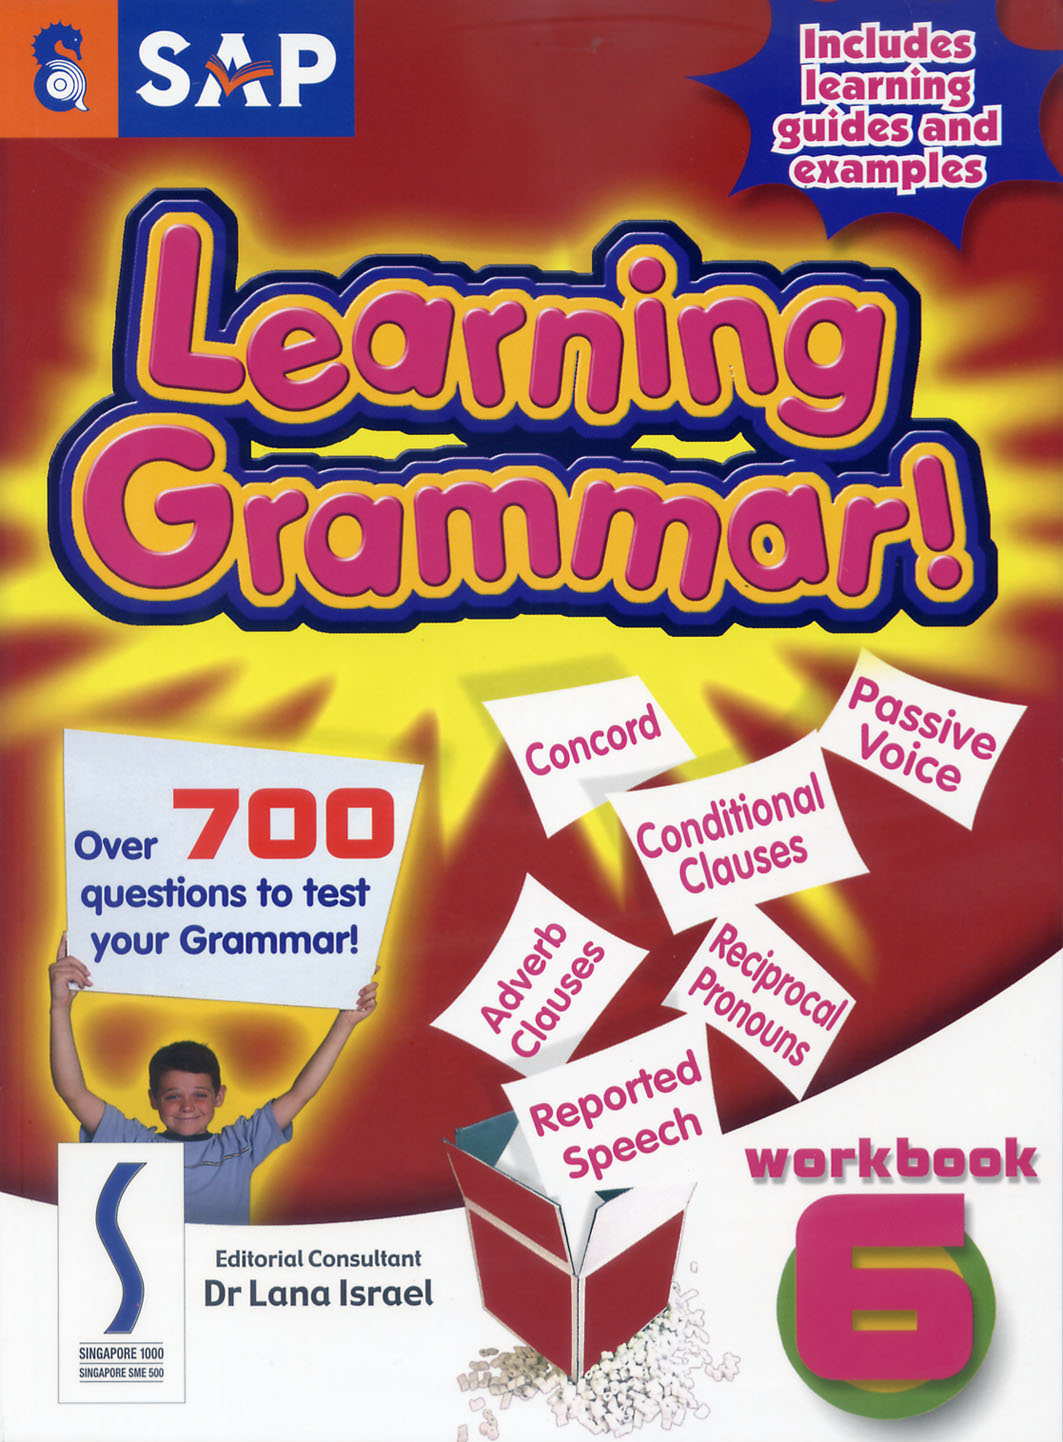 SAP
Includes
learning
guides and
examples
Learning
Grammar!
Concord
Passive
Voice
Conditional
Clauses
Over 700
questions to test
your Grammar!
Adverb
Clauses
Reciprocal
Pronouns
Reported
Speech
workbook
6
Editorial Consultant
Dr Lana Israel
SINGAPORE 1000
SINGAPORE SME 500